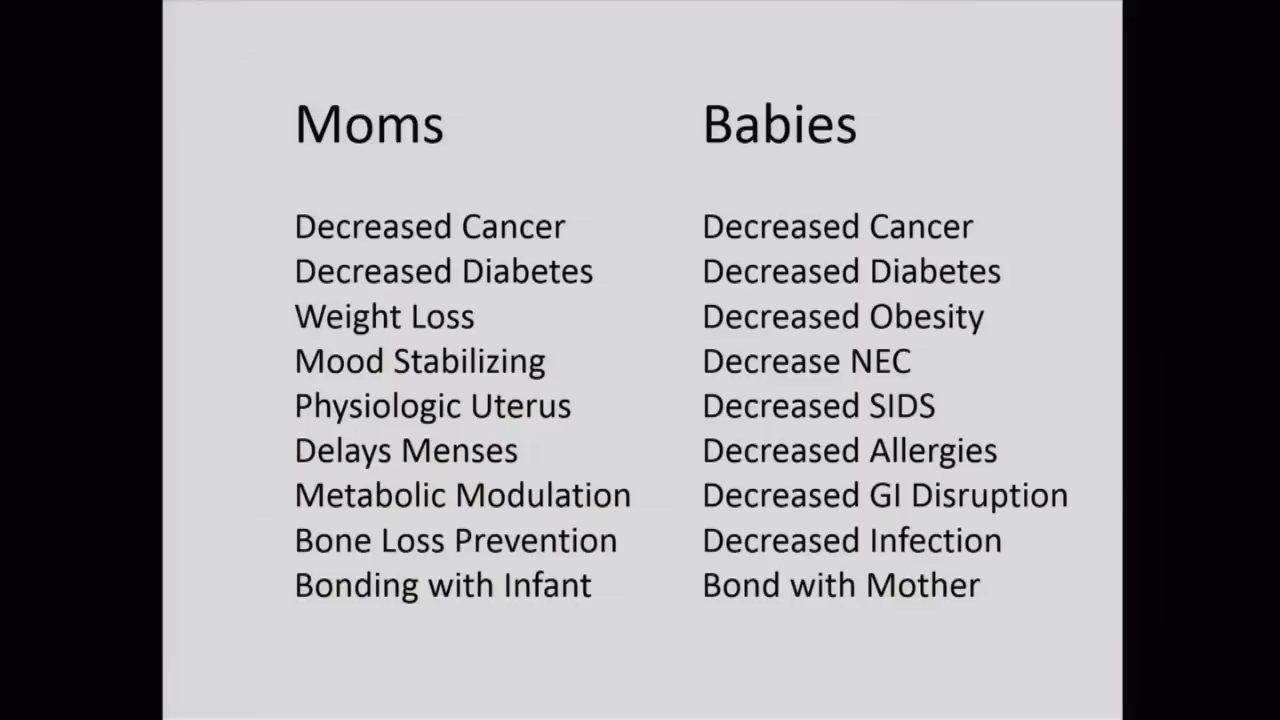 Moms
Decreased Cancer
Decreased Diabetes
Weight Loss
Mood Stabilizing
Physiologic Uterus
Delays Menses
Metabolic Modulation
Bone Loss Prevention
Bonding with Infant
Babies
Decreased Cancer
Decreased Diabetes
Decreased Obesity
Decrease NEC
Decreased SIDS
Decreased Allergies
Decreased GI Disruption
Decreased Infection
Bond with Mother